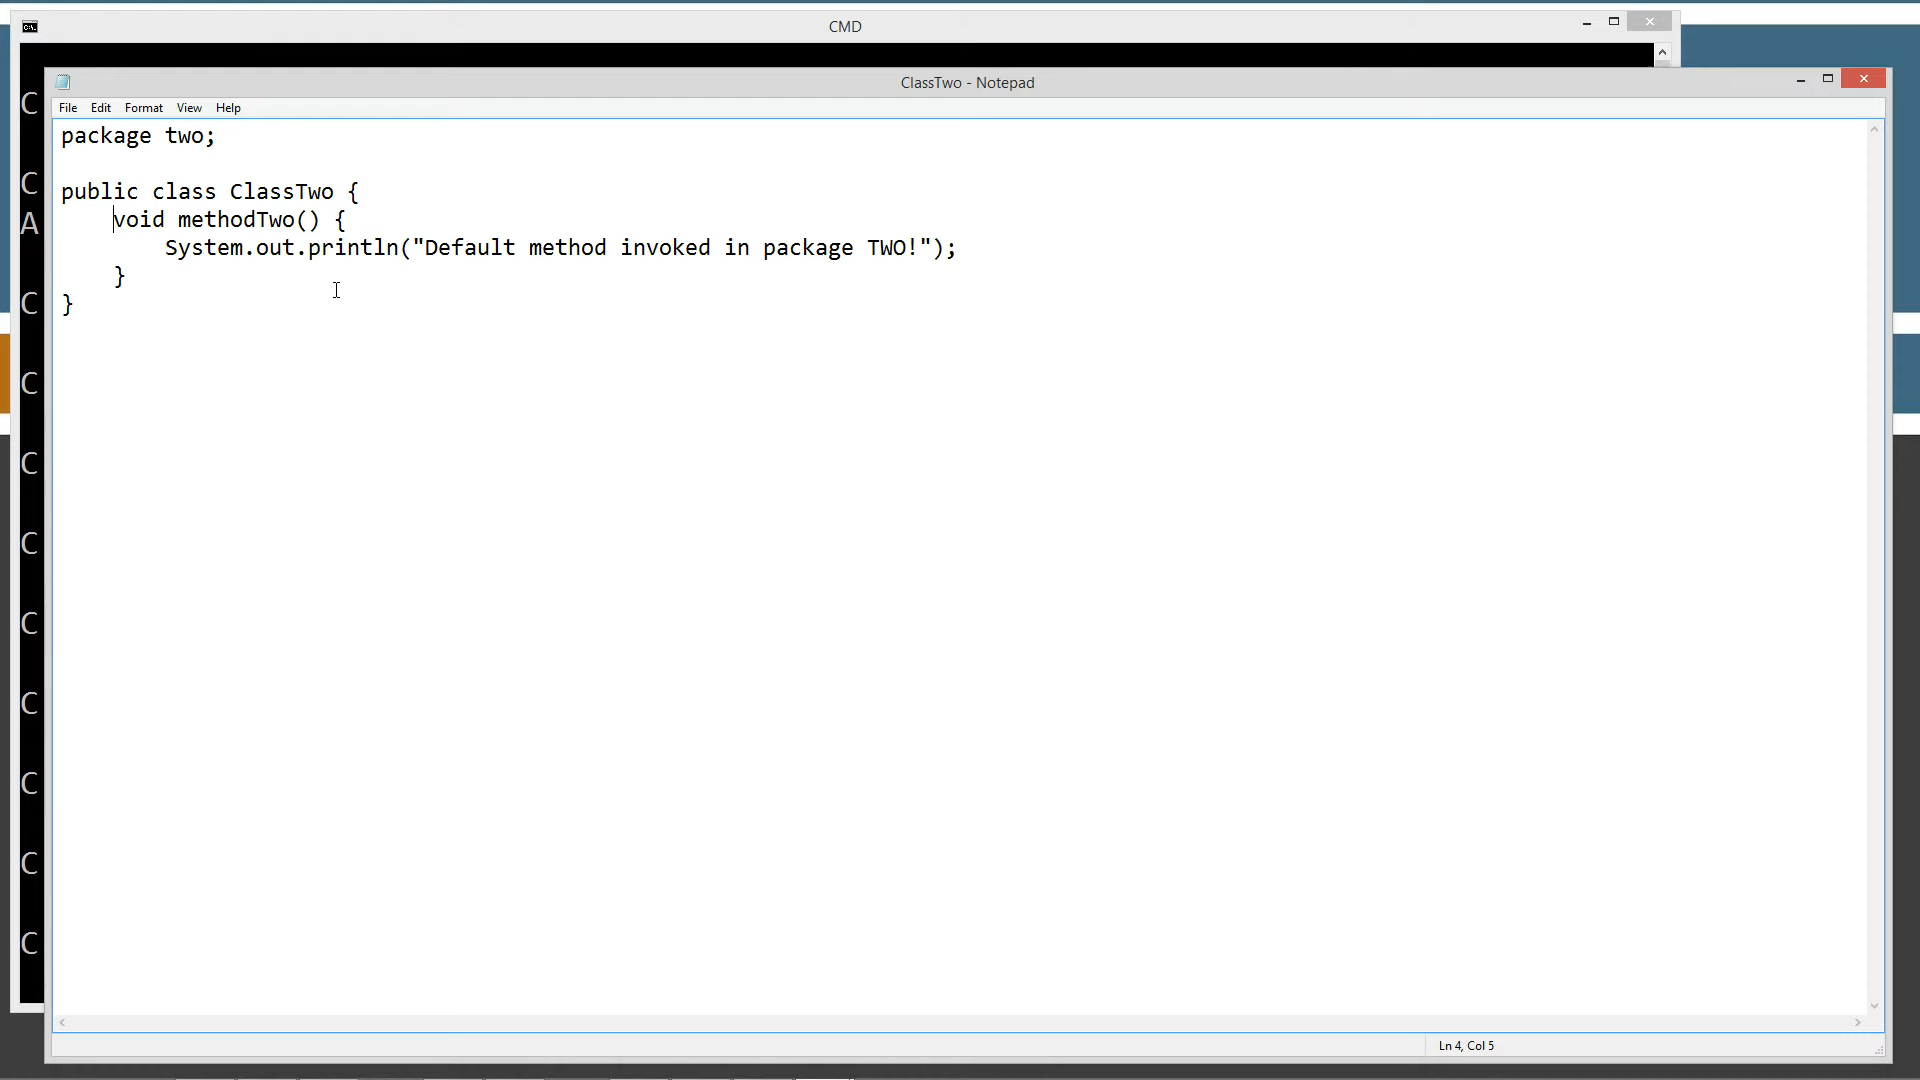 CMD
ClassTwo - Notepad
File Edit Format View Help
package two;
public class ClassTwo {
void methodTwo() {
System.out.println("Default method invoked in package TWO!");
}
}
C
C
A
C
C
C
C
C
C
C
C
C
Ln 4, Col 5